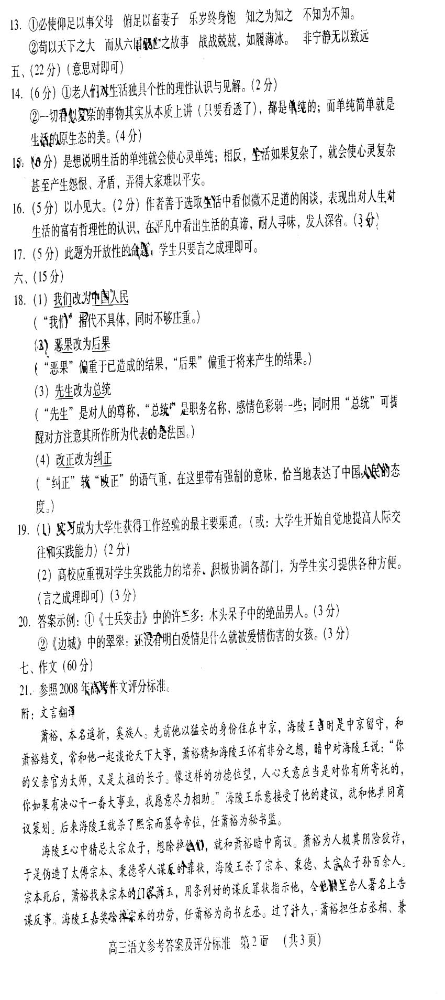 13. ①必使仰足以事父母　俯足以畜妻子　乐岁终身饱　知之为知之　不知为不知。
②苟以天下之大　而从六国破亡之故事　战战兢兢，如履薄冰。　非宁静无以致远
五、（22分）（意思对即可）
14.（6分）①老人们对生活独具个性的理性认识与见解。（2分）
②一切看似复杂的事物其实从本质上讲（只要看透了），都是单纯的；而单纯简单就是
生活的原生态的美。（4分）
15.（6分）是想说明生活的单纯就会使心灵单纯；相反，生活如果复杂了，就会使心灵复杂
甚至产生怨恨、矛盾，弄得大家难以平安。
16.（5分）以小见大。（2分）作者善于选取生活中看似微不足道的闲谈，表现出对人生对
生活的富有哲理性的认识，在平凡中看出生活的真谛，耐人寻味，发人深省。（3分）
17.（5分）此题为开放性的命题，学生只要言之成理即可。
六、（15分）
18.（1）我们改为“中国人民
（“我们”指代不具体，同时不够庄重。）
（2）恶果改为后果
（“恶果”偏重于已造成的结果，“后果”偏重于将来产生的结果。）
（3）先生改为总统
（“先生”是对人的尊称，“总统”是职务名称，感情色彩弱一些；同时用“总统”可提
醒对方注意其所作所为代表的是法国。）
（4）改正改为纠正
（“纠正”较“改正”的语气重，在这里带有强制的意味，恰当地表达了中国人民的态
度。）
19.（1）实习成为大学生获得工作经验的最主要渠道。（或：大学生开始自觉地提高人际交
往和实践能力）（2分）
（2）高校应重视对学生实践能力的培养，积极协调各部门，为学生实习提供各种方便。
（言之成理即可）（3分）
20. 答案示例：①《士兵突击》中的许三多：木头呆子中的绝品男人。（3分）
②《边城》中的翠翠：还没有明白爱情是什么就被爱情伤害的女孩。（3分）
七、作文（60分）
21. 参照2008年高考作文评分标准。
附：文言翻译
萧裕，本名遥折，奚族人。先前他以猛安的身份住在中京，海陵王当时是中京留守，和
萧裕结交，常和他一起谈论天下大事，萧裕猜知海陵王怀有非分之想，暗中对海陵王说：“你
的父亲官为太师，又是太祖的长子。像这样的功德位望，人心天意应当是对你有所寄托的，
你如果有决心干一番大事业，我愿意尽力相助。”海陵王乐意接受了他的建议，就和他共同商
议策划。后来海陵王就杀了熙宗而篡夺帝位，任萧裕为秘书监。
海陵王心中猜忌太宗众子，想除掉他们，就和萧裕暗中商议。萧裕为人极其阴险狡诈，
于是伪造了太傅宗本、秉德等人谋反的罪状，海陵王杀了宗本、秉德、太宗众子孙百余人。
宗本死后，萧裕找来宗本的门客萧玉，用条列好的谋反罪状指示他，令他向主告人署名上告
谋反事。海陵王嘉奖除掉宗本的功劳，任萧裕为尚书左丞。过了许久，萧裕担任右丞相、兼
高三语文参考答案及评分标准　第2页　（共3页）